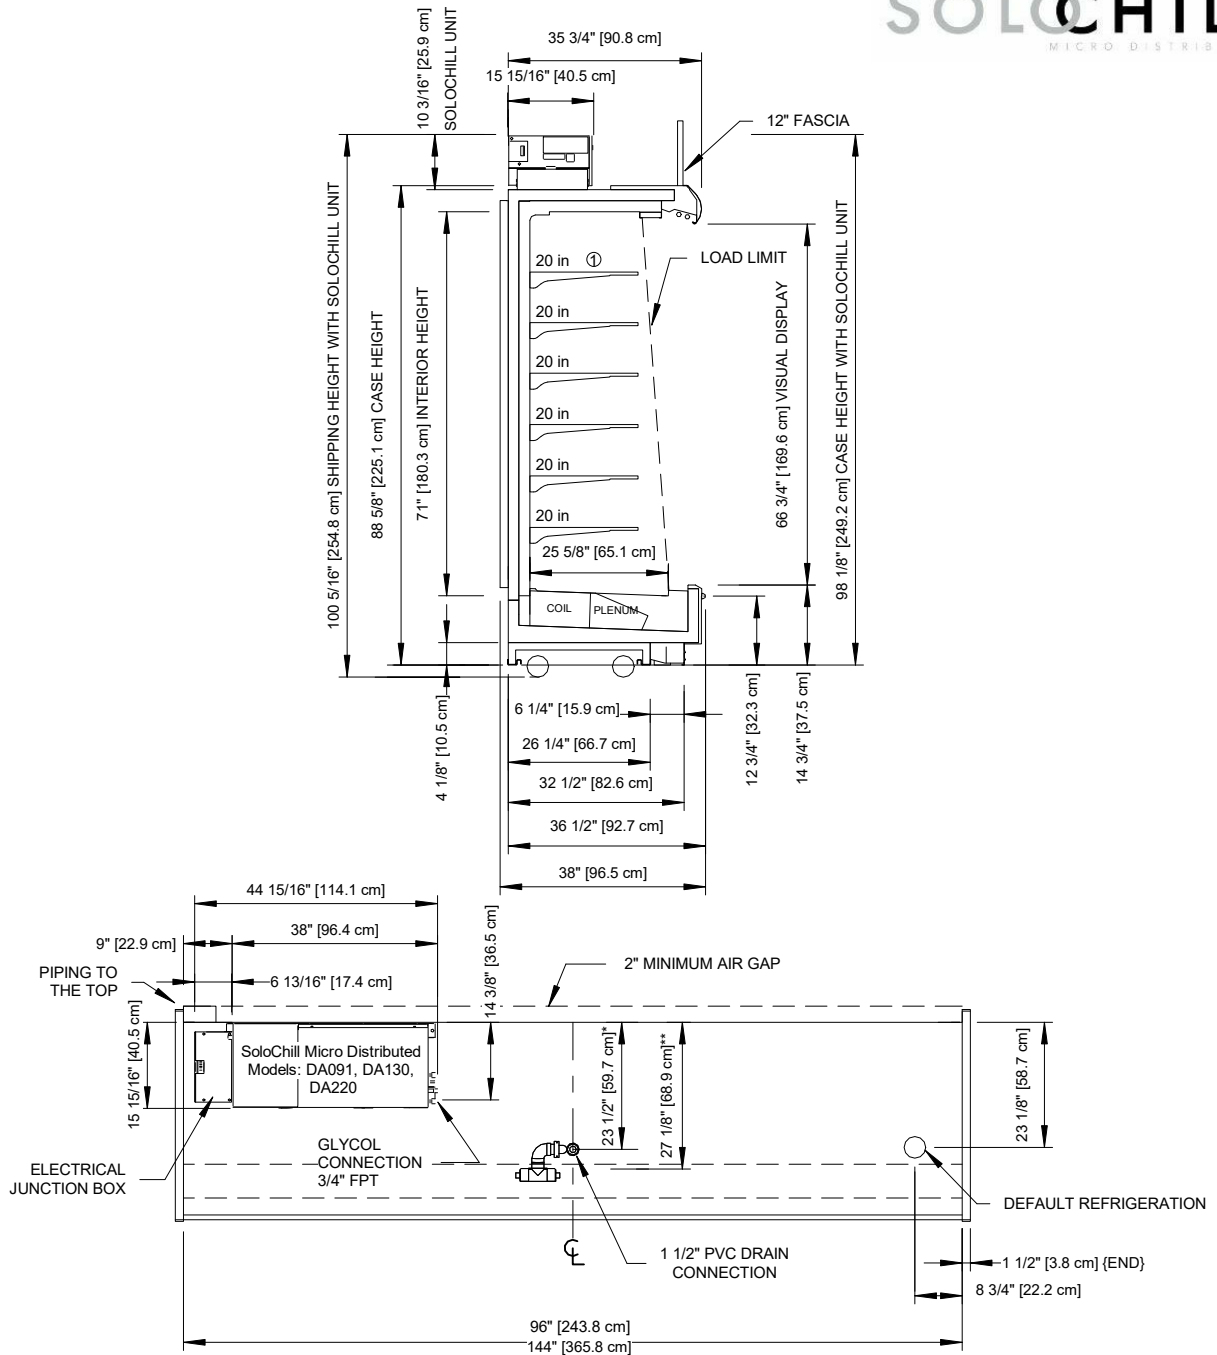 SOLOCHIL
MICRO DISTRIB
35 3/4" [90.8 cm]
15 15/16" [40.5 cm]
10 3/16" [25.9 cm]
SOLOCHILL UNIT
12" FASCIA
100 5/16" [254.8 cm] SHIPPING HEIGHT WITH SOLOCHILL UNIT
88 5/8" [225.1 cm] CASE HEIGHT
71" [180.3 cm] INTERIOR HEIGHT
20 in ①
LOAD LIMIT
20 in
20 in
20 in
20 in
20 in
66 3/4" [169.6 cm] VISUAL DISPLAY
98 1/8" [249.2 cm] CASE HEIGHT WITH SOLOCHILL UNIT
25 5/8" [65.1 cm]
COIL
PLENUM
4 1/8" [10.5 cm]
6 1/4" [15.9 cm]
12 3/4" [32.3 cm]
14 3/4" [37.5 cm]
26 1/4" [66.7 cm]
32 1/2" [82.6 cm]
36 1/2" [92.7 cm]
38" [96.5 cm]
44 15/16" [114.1 cm]
38" [96.4 cm]
9" [22.9 cm]
6 13/16" [17.4 cm]
14 3/8" [36.5 cm]
2" MINIMUM AIR GAP
PIPING TO
THE TOP
15 15/16" [40.5 cm]
SoloChill Micro Distributed
Models: DA091, DA130,
DA220
23 1/2" [59.7 cm]*
27 1/8" [68.9 cm]**
23 1/8" [58.7 cm]
GLYCOL
CONNECTION
3/4" FPT
ELECTRICAL
JUNCTION BOX
DEFAULT REFRIGERATION
CL
1 1/2" PVC DRAIN
CONNECTION
1 1/2" [3.8 cm] {END}
8 3/4" [22.2 cm]
96" [243.8 cm]
144" [365.8 cm]